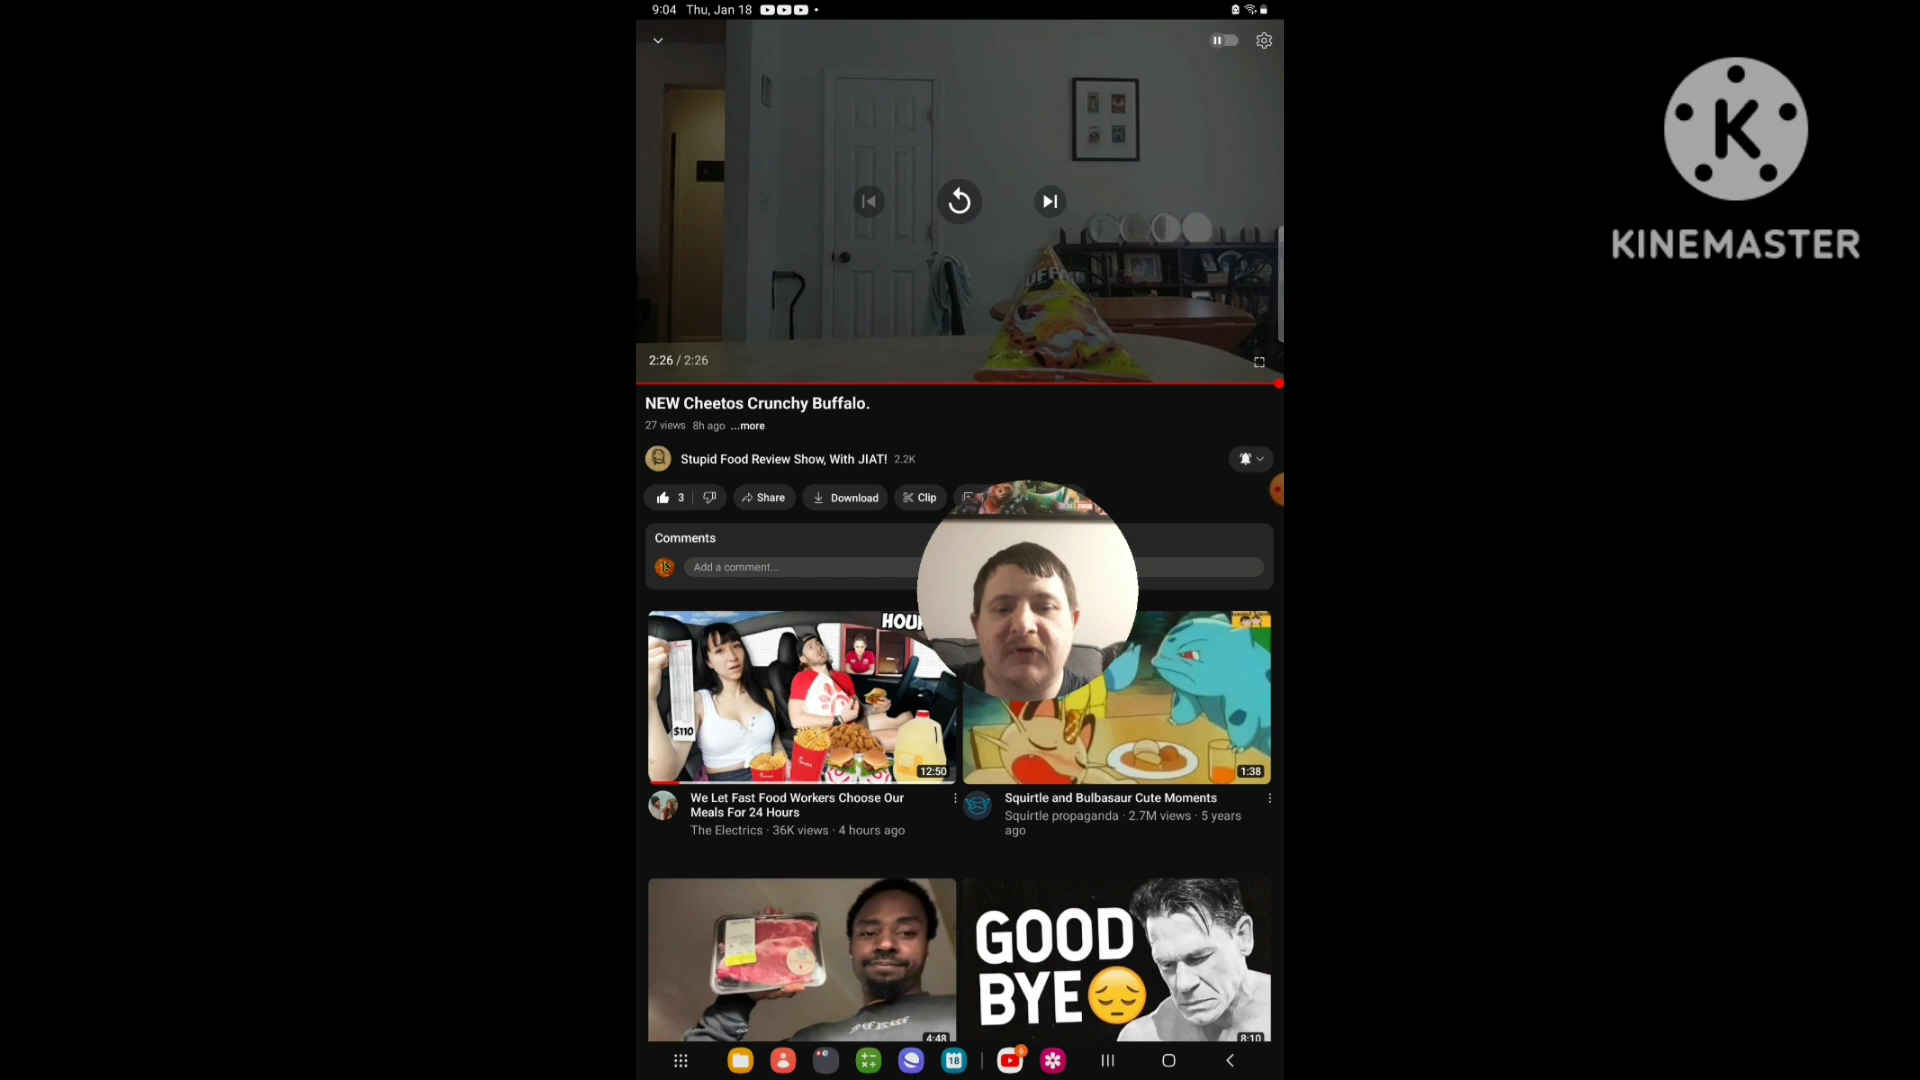 9:04 Thu, Jan 18
KINEMASTER
K
2:26 / 2:26
NEW Cheetos Crunchy Buffalo.
27 views 8h ago ...more
Stupid Food Review Show, With JIAT! 2.2K
3 Share Download Clip
Comments
Add a comment...
HOU
$110
12:50
1:38
We Let Fast Food Workers Choose Our
Meals For 24 Hours
The Electrics · 36K views · 4 hours ago
Squirtle and Bulbasaur Cute Moments
Squirtle propaganda · 2.7M views · 5 years
ago
4:48
GOOD
BYE
8:10
18